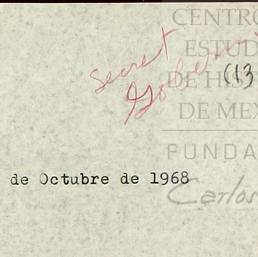 CENTRO
ESTUD
DE HIS
DE MEX
FUNDA
Carlos
Secret
(13
de Octubre de 1968